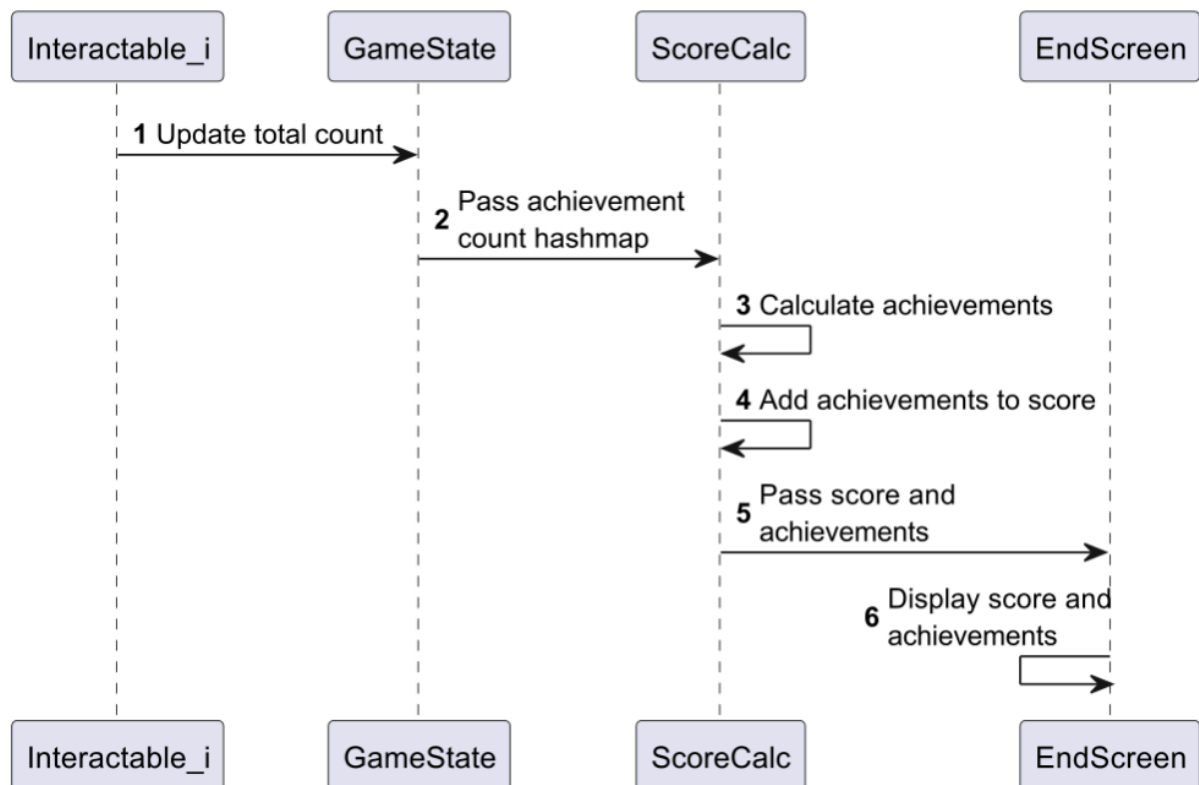 Interactable_i GameState ScoreCalc EndScreen
1 Update total count
2 Pass achievement
count hashmap
3 Calculate achievements
4 Add achievements to score
5 Pass score and
achievements
6 Display score and
achievements
Interactable_i GameState ScoreCalc EndScreen